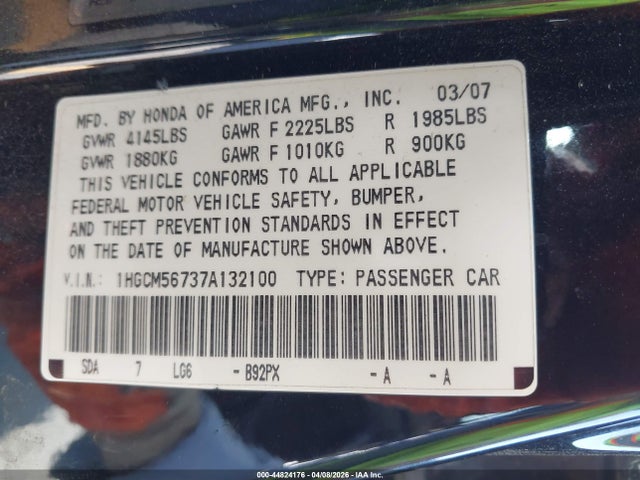 MFD. BY HONDA OF AMERICA MFG., INC. 03/07
GVWR 4145LBS GAWR F 2225LBS R 1985LBS
GVWR 1880KG GAWR F 1010KG R 900KG
THIS VEHICLE CONFORMS TO ALL APPLICABLE
FEDERAL MOTOR VEHICLE SAFETY, BUMPER,
AND THEFT PREVENTION STANDARDS IN EFFECT
ON THE DATE OF MANUFACTURE SHOWN ABOVE.
V.I.N.: 1HGCM56737A132100 TYPE: PASSENGER CAR
SDA 7 LG6 - B92PX - A - A
000-44824176 - 04/08/2026 - IAA Inc.